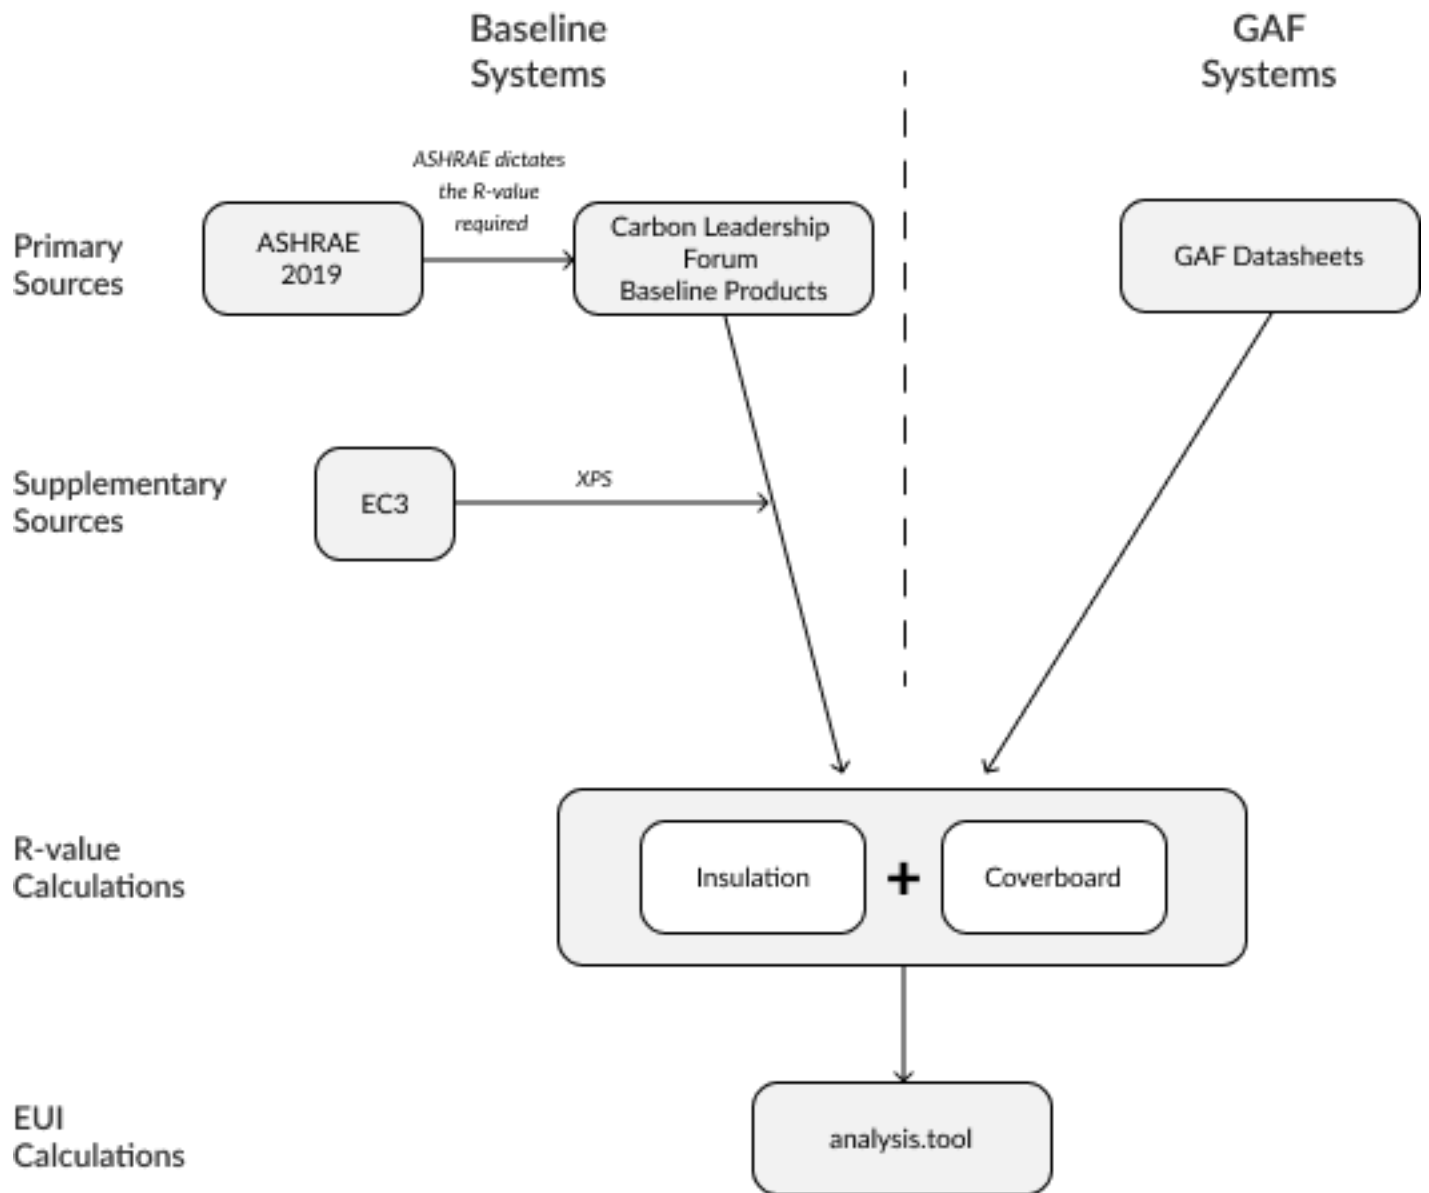 Baseline
Systems
GAF
Systems
ASHRAE dictates
the R-value
required
Primary
Sources
ASHRAE
2019
Carbon Leadership
Forum
Baseline Products
GAF Datasheets
Supplementary
Sources
EC3
XPS
R-value
Calculations
Insulation
+
Coverboard
EUI
Calculations
analysis.tool